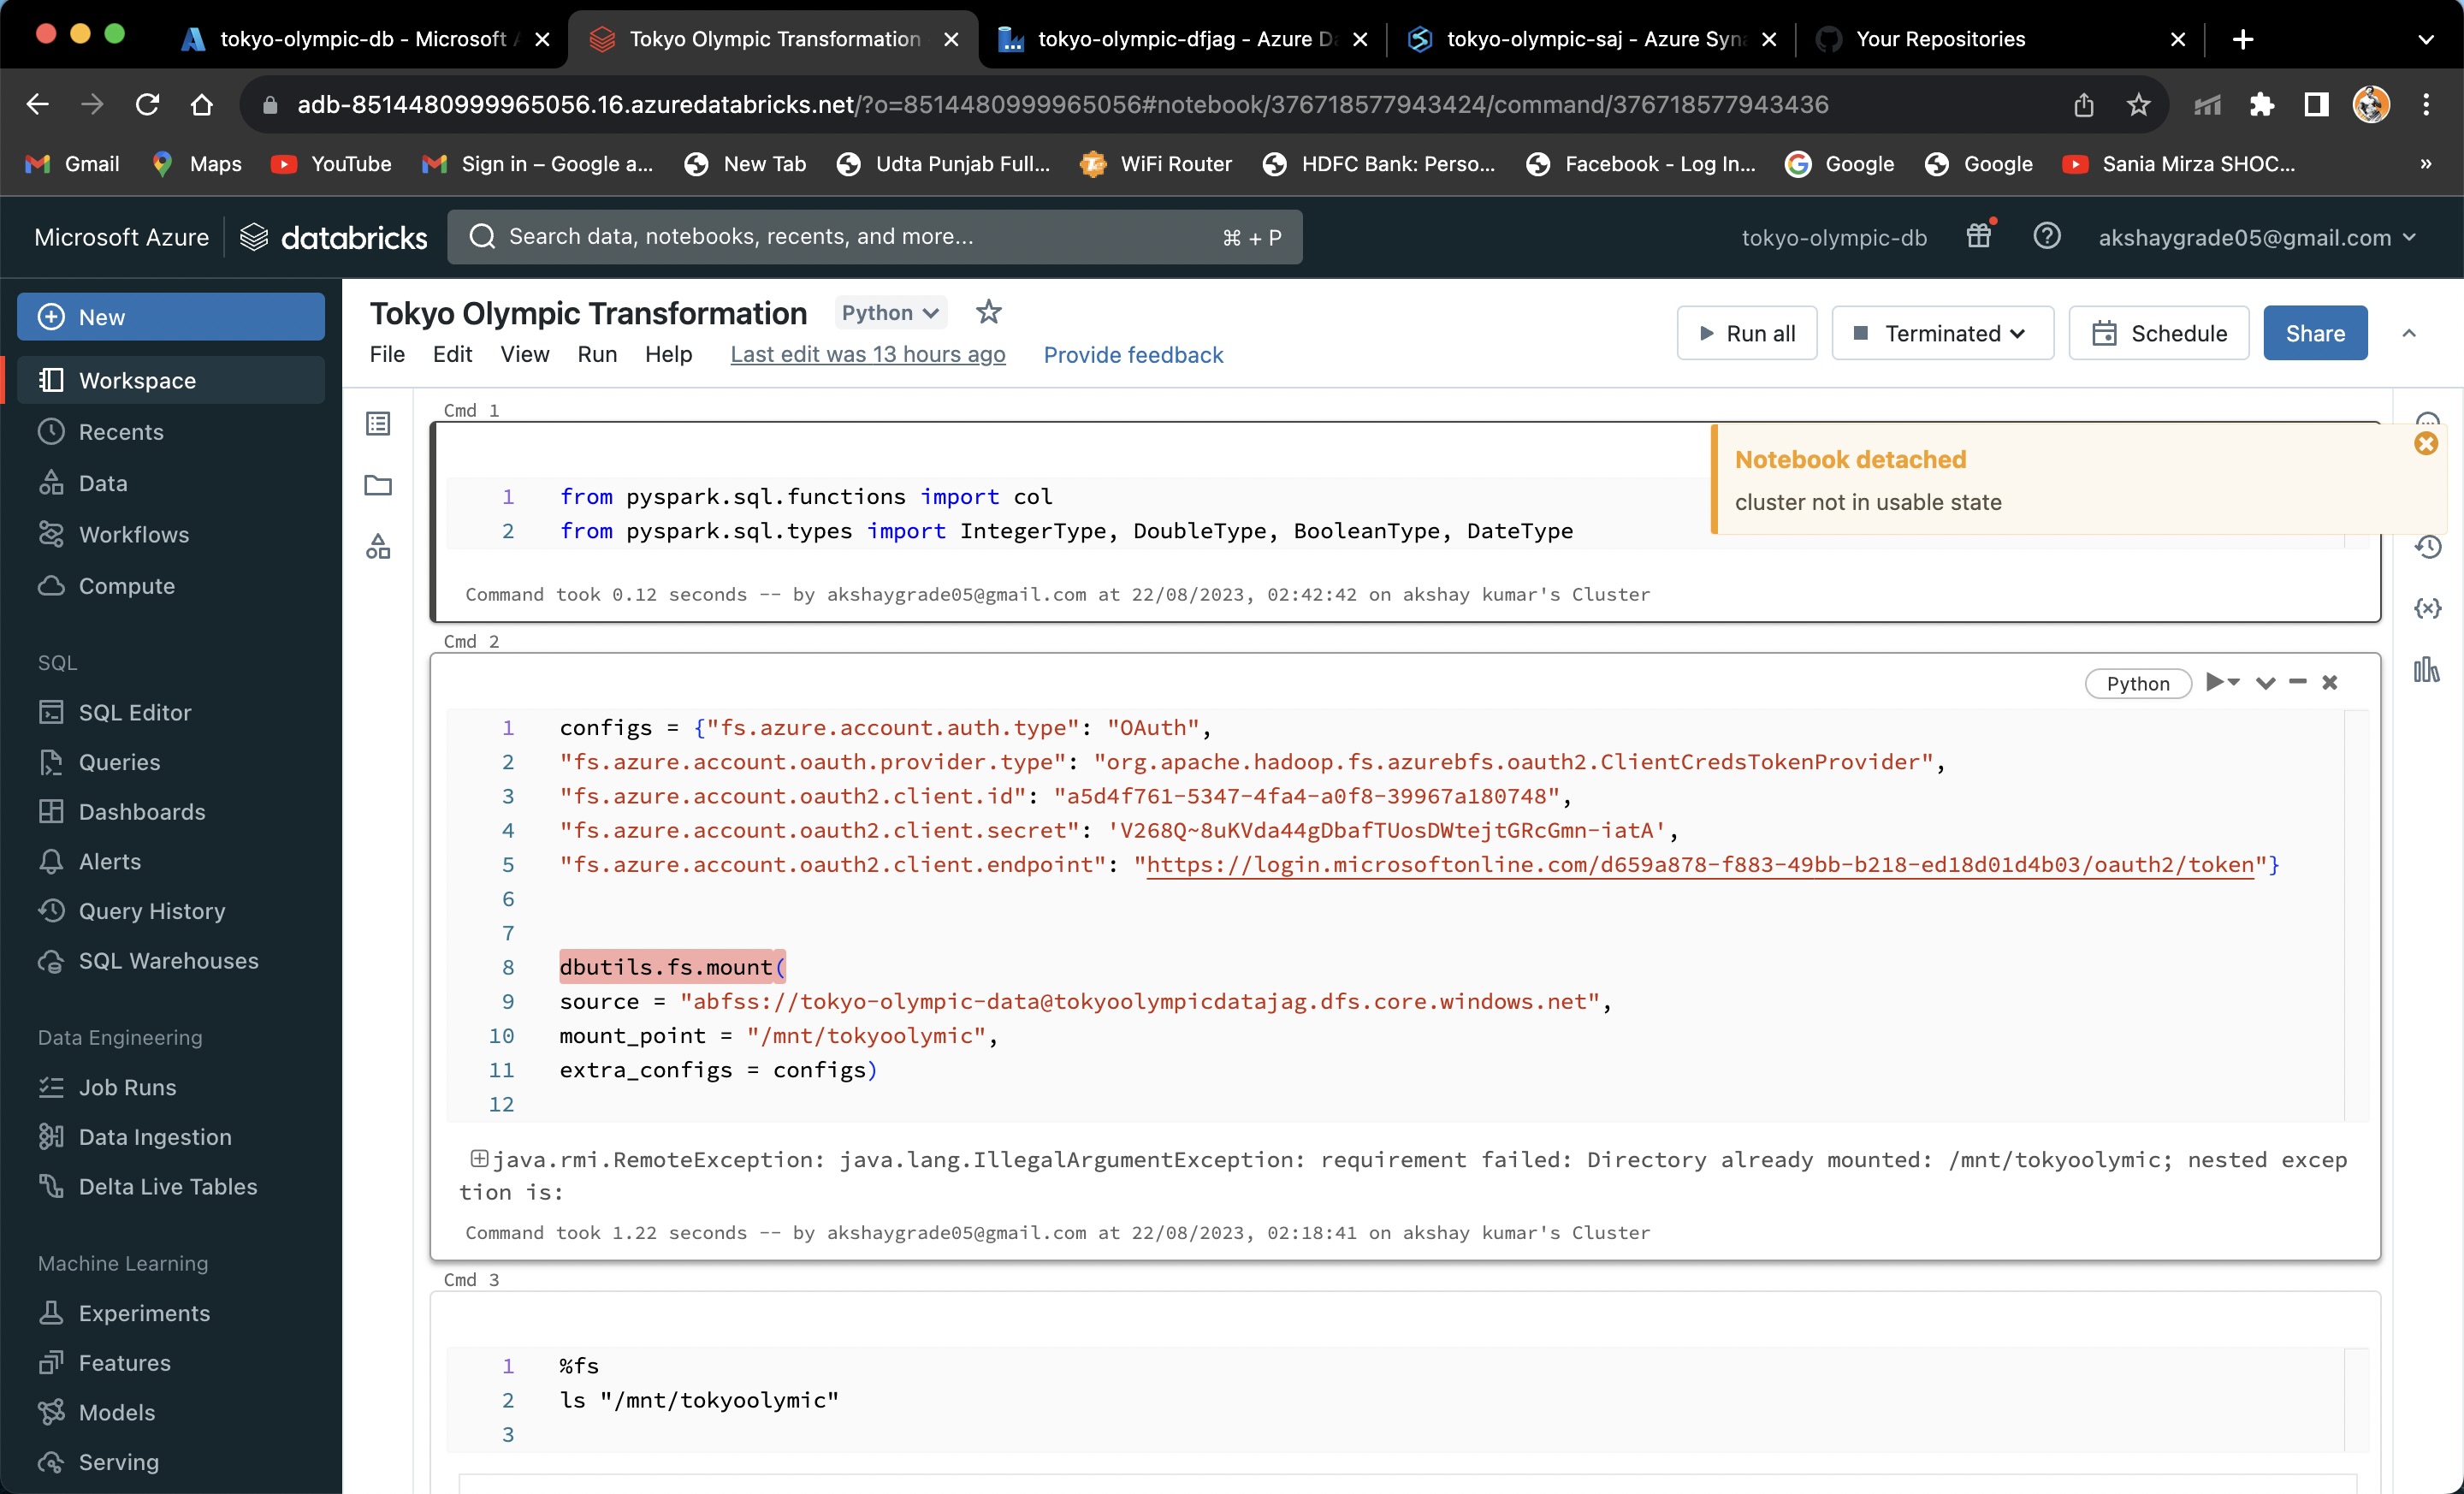 tokyo-olympic-db - Microsoft A
Tokyo Olympic Transformation
tokyo-olympic-dfjag - Azure Da
tokyo-olympic-saj - Azure Syna
Your Repositories
adb-8514480999965056.16.azuredatabricks.net/?o=8514480999965056#notebook/376718577943424/command/376718577943436
Gmail
Maps
YouTube
Sign in – Google a...
New Tab
Udta Punjab Full...
WiFi Router
HDFC Bank: Perso...
Facebook - Log In...
Google
Google
Sania Mirza SHOC...
»
Microsoft Azure
databricks
Search data, notebooks, recents, and more...
⌘ + P
tokyo-olympic-db
akshaygrade05@gmail.com
New
Workspace
Recents
Data
Workflows
Compute
SQL
SQL Editor
Queries
Dashboards
Alerts
Query History
SQL Warehouses
Data Engineering
Job Runs
Data Ingestion
Delta Live Tables
Machine Learning
Experiments
Features
Models
Serving
Tokyo Olympic Transformation
Python
File Edit View Run Help Last edit was 13 hours ago Provide feedback
Run all
Terminated
Schedule
Share
Notebook detached
cluster not in usable state
Cmd 1
1 from pyspark.sql.functions import col
2 from pyspark.sql.types import IntegerType, DoubleType, BooleanType, DateType
Command took 0.12 seconds -- by akshaygrade05@gmail.com at 22/08/2023, 02:42:42 on akshay kumar's Cluster
Cmd 2
Python
1 configs = {"fs.azure.account.auth.type": "OAuth",
2 "fs.azure.account.oauth.provider.type": "org.apache.hadoop.fs.azurebfs.oauth2.ClientCredsTokenProvider",
3 "fs.azure.account.oauth2.client.id": "a5d4f761-5347-4fa4-a0f8-39967a180748",
4 "fs.azure.account.oauth2.client.secret": 'V268Q~8uKVda44gDbafTUosDWtejtGRcGmn-iatA',
5 "fs.azure.account.oauth2.client.endpoint": "https://login.microsoftonline.com/d659a878-f883-49bb-b218-ed18d01d4b03/oauth2/token"}
6
7
8 dbutils.fs.mount(
9 source = "abfss://tokyo-olympic-data@tokyoolympicdatajag.dfs.core.windows.net",
10 mount_point = "/mnt/tokyoolymic",
11 extra_configs = configs)
12
java.rmi.RemoteException: java.lang.IllegalArgumentException: requirement failed: Directory already mounted: /mnt/tokyoolymic; nested excep
tion is:
Command took 1.22 seconds -- by akshaygrade05@gmail.com at 22/08/2023, 02:18:41 on akshay kumar's Cluster
Cmd 3
1 %fs
2 ls "/mnt/tokyoolymic"
3